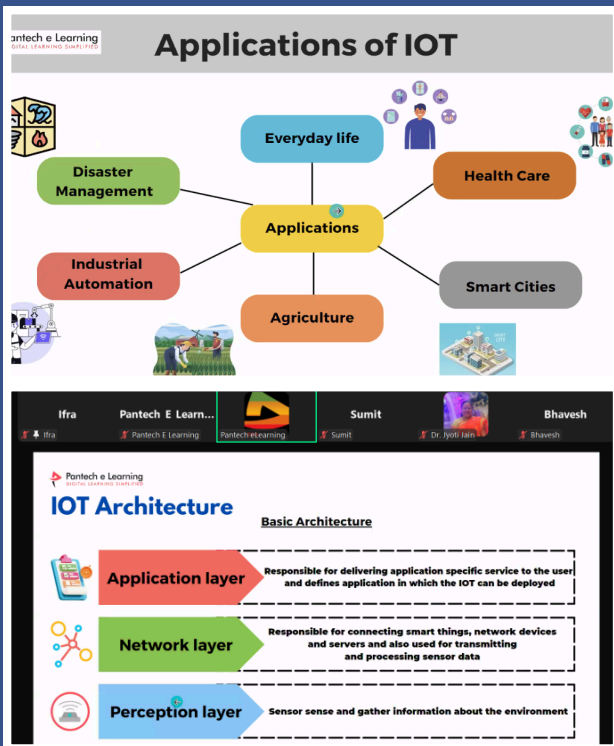 antech e Learning
DIGITAL LEARNING SIMPLIFIED
Applications of IOT
Everyday life
Disaster
Management
Health Care
Applications
Industrial
Automation
Smart Cities
Agriculture
SMART
CITY
Ifra
Pantech E Learn...
Sumit
Bhavesh
Ifra
Pantech E Learning
Pantech eLearning
Sumit
Dr. Jyoti Jain
Bhavesh
Pantech e Learning
DIGITAL LEARNING SIMPLIFIED
IOT Architecture
Basic Architecture
Application layer
Responsible for delivering application specific service to the user
and defines application in which the IOT can be deployed
Network layer
Responsible for connecting smart things, network devices
and servers and also used for transmitting
and processing sensor data
Perception layer
Sensor sense and gather information about the environment